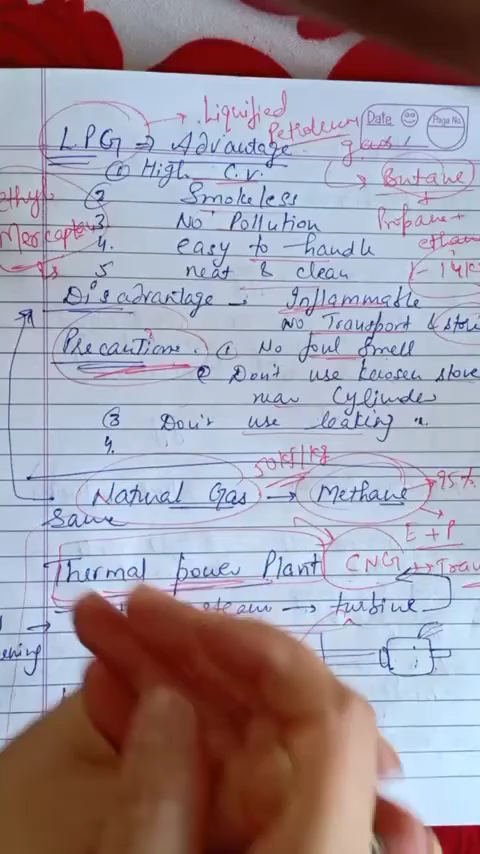 Liquified
Petroleum
gas
Date
Page No.
LPG => Advantage
① High C.V.
Butane
+
Propane +
② Smokeless
3 No Pollution
Mercaptan
4. easy to handle
5 neat & clean
Disadvantage → Inflammable
No Transport &
Precautions. ① No foul smell
② Don't use kerosen stove
near Cylinder
③ Don't use leaking "
4.
50 kJ/kg
Natural Gas → Methane → 95%
Same
E + P
Thermal power Plant
CNG →
steam → turbine